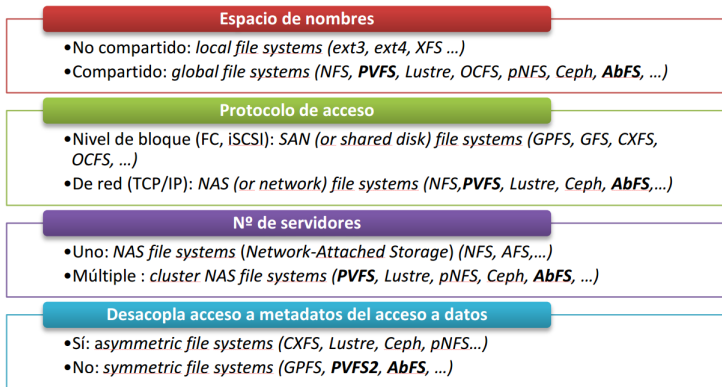 Espacio de nombres
•No compartido: local file systems (ext3, ext4, XFS ...)
•Compartido: global file systems (NFS, PVFS, Lustre, OCFS, pNFS, Ceph, AbFS, ...)
Protocolo de acceso
•Nivel de bloque (FC, iSCSI): SAN (or shared disk) file systems (GPFS, GFS, CXFS,
OCFS, ...)
•De red (TCP/IP): NAS (or network) file systems (NFS,PVFS, Lustre, Ceph, AbFS,...)
Nº de servidores
•Uno: NAS file systems (Network-Attached Storage) (NFS, AFS,...)
•Múltiple : cluster NAS file systems (PVFS, Lustre, pNFS, Ceph, AbFS, ...)
Desacopla acceso a metadatos del acceso a datos
•Sí: asymmetric file systems (CXFS, Lustre, Ceph, pNFS...)
•No: symmetric file systems (GPFS, PVFS2, AbFS, ...)